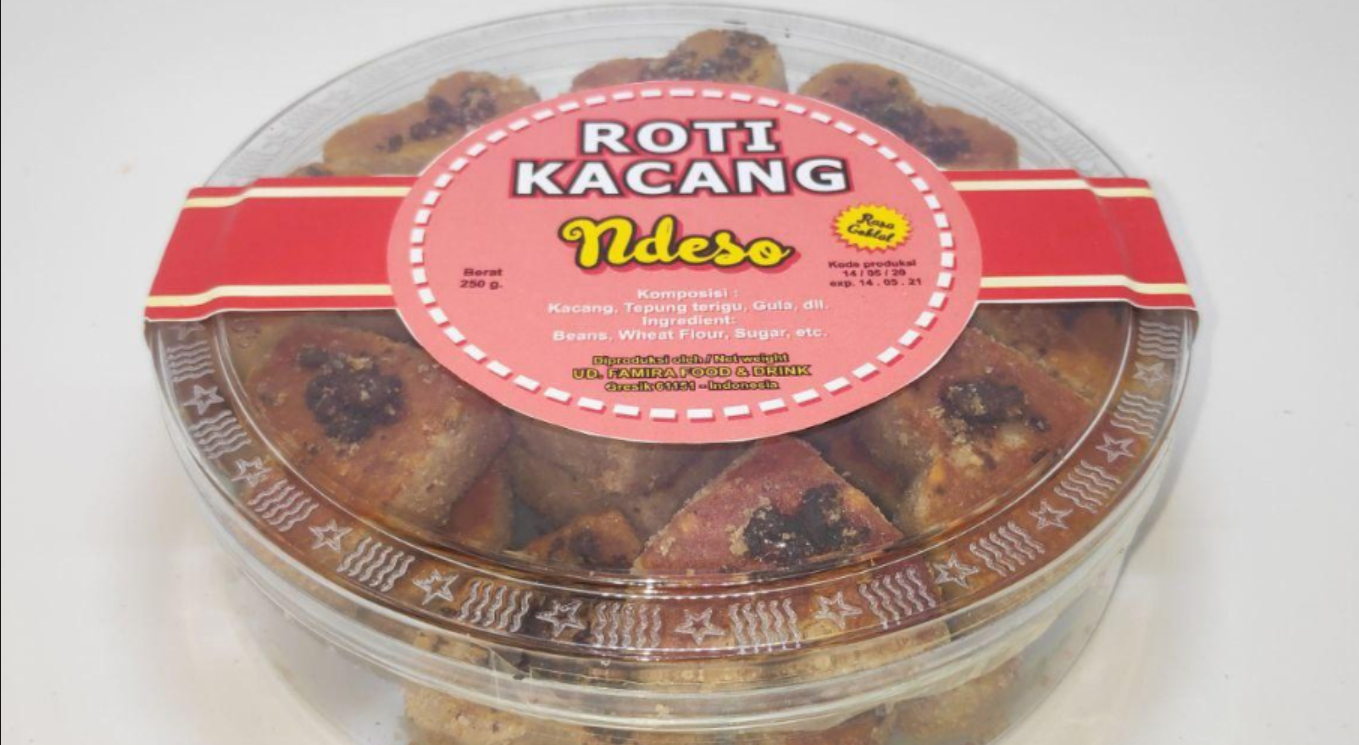 ROTI
KACANG
Ndeso
Rasa
Coklat
Berat
250 g.
Kode produksi
14 / 05 / 20
exp. 14 . 05 . 21
Komposisi :
Kacang, Tepung terigu, Gula, dll.
Ingredient:
Beans, Wheat Flour, Sugar, etc.
Diproduksi oleh / Net weight
UD. FAMIRA FOOD & DRINK
Gresik 61151 - Indonesia